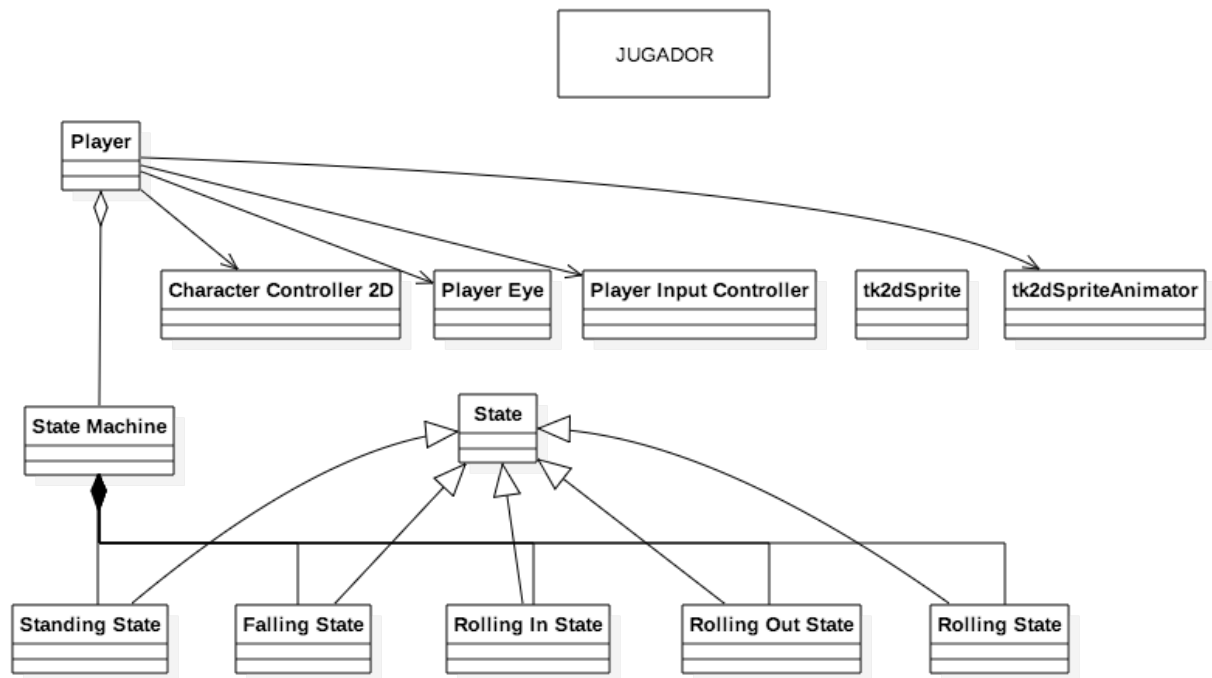 JUGADOR
Player
Character Controller 2D
Player Eye
Player Input Controller
tk2dSprite
tk2dSpriteAnimator
State Machine
State
Standing State
Falling State
Rolling In State
Rolling Out State
Rolling State